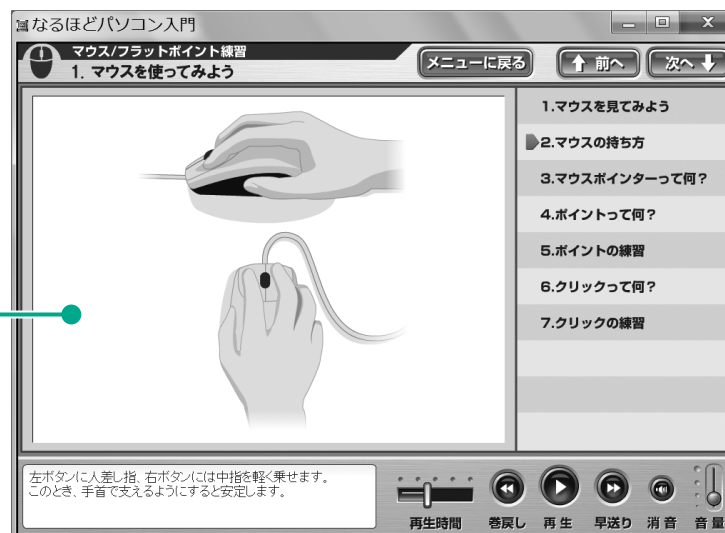 なるほどパソコン入門
マウス/フラットポイント練習
1. マウスを使ってみよう
メニューに戻る
前へ
次へ
1.マウスを見てみよう
2.マウスの持ち方
3.マウスポインターって何?
4.ポイントって何?
5.ポイントの練習
6.クリックって何?
7.クリックの練習
左ボタンに人差し指、右ボタンには中指を軽く乗せます。
このとき、手首で支えるようにすると安定します。
再生時間 巻戻し 再生 早送り 消音 音量